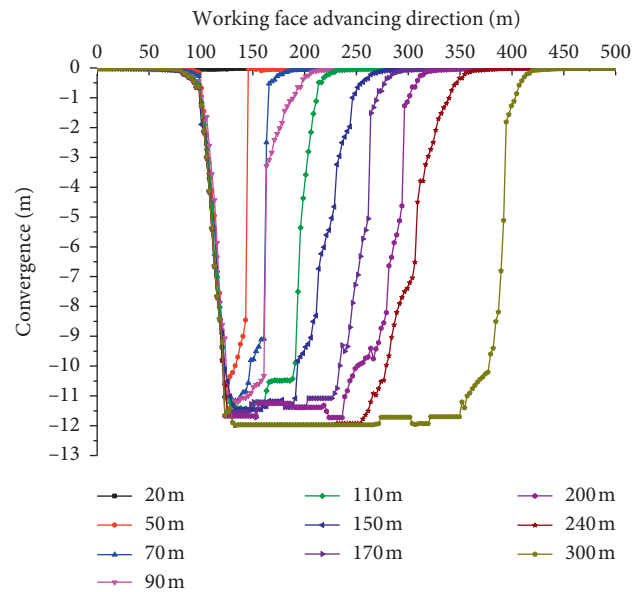 Working face advancing direction (m)
0 50 100 150 200 250 300 350 400 450 500
0
−1
−2
−3
−4
−5
−6
−7
−8
−9
−10
−11
−12
−13
Convergence (m)
20 m 110 m 200 m
50 m 150 m 240 m
70 m 170 m 300 m
90 m